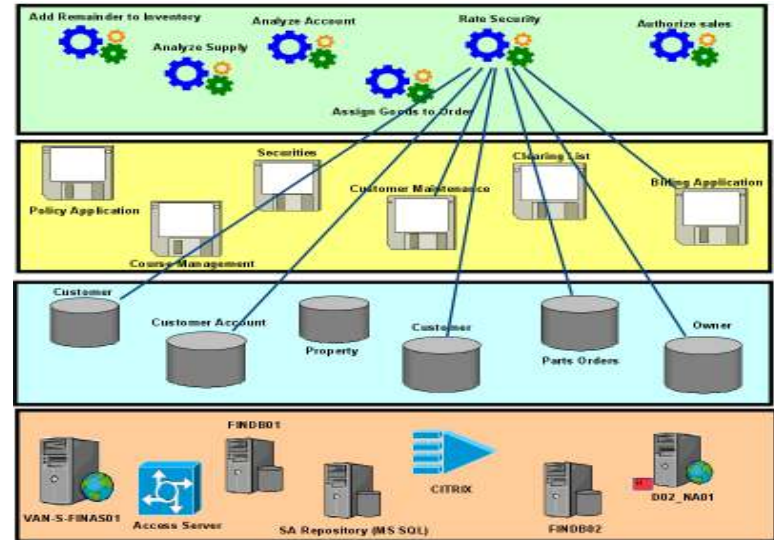 Add Remainder to Inventory
Analyze Account
Rate Security
Authorize sales
Analyze Supply
Assign Goods to Order
Securities
Clearing List
Customer Maintenance
Billing Application
Policy Application
Course Management
Customer
Customer Account
Customer
Owner
Property
Parts Orders
FINDB01
CITRIX
VAN-S-FINAS01
Access Server
SA Repository (MS SQL)
FINDB02
D02_NA01